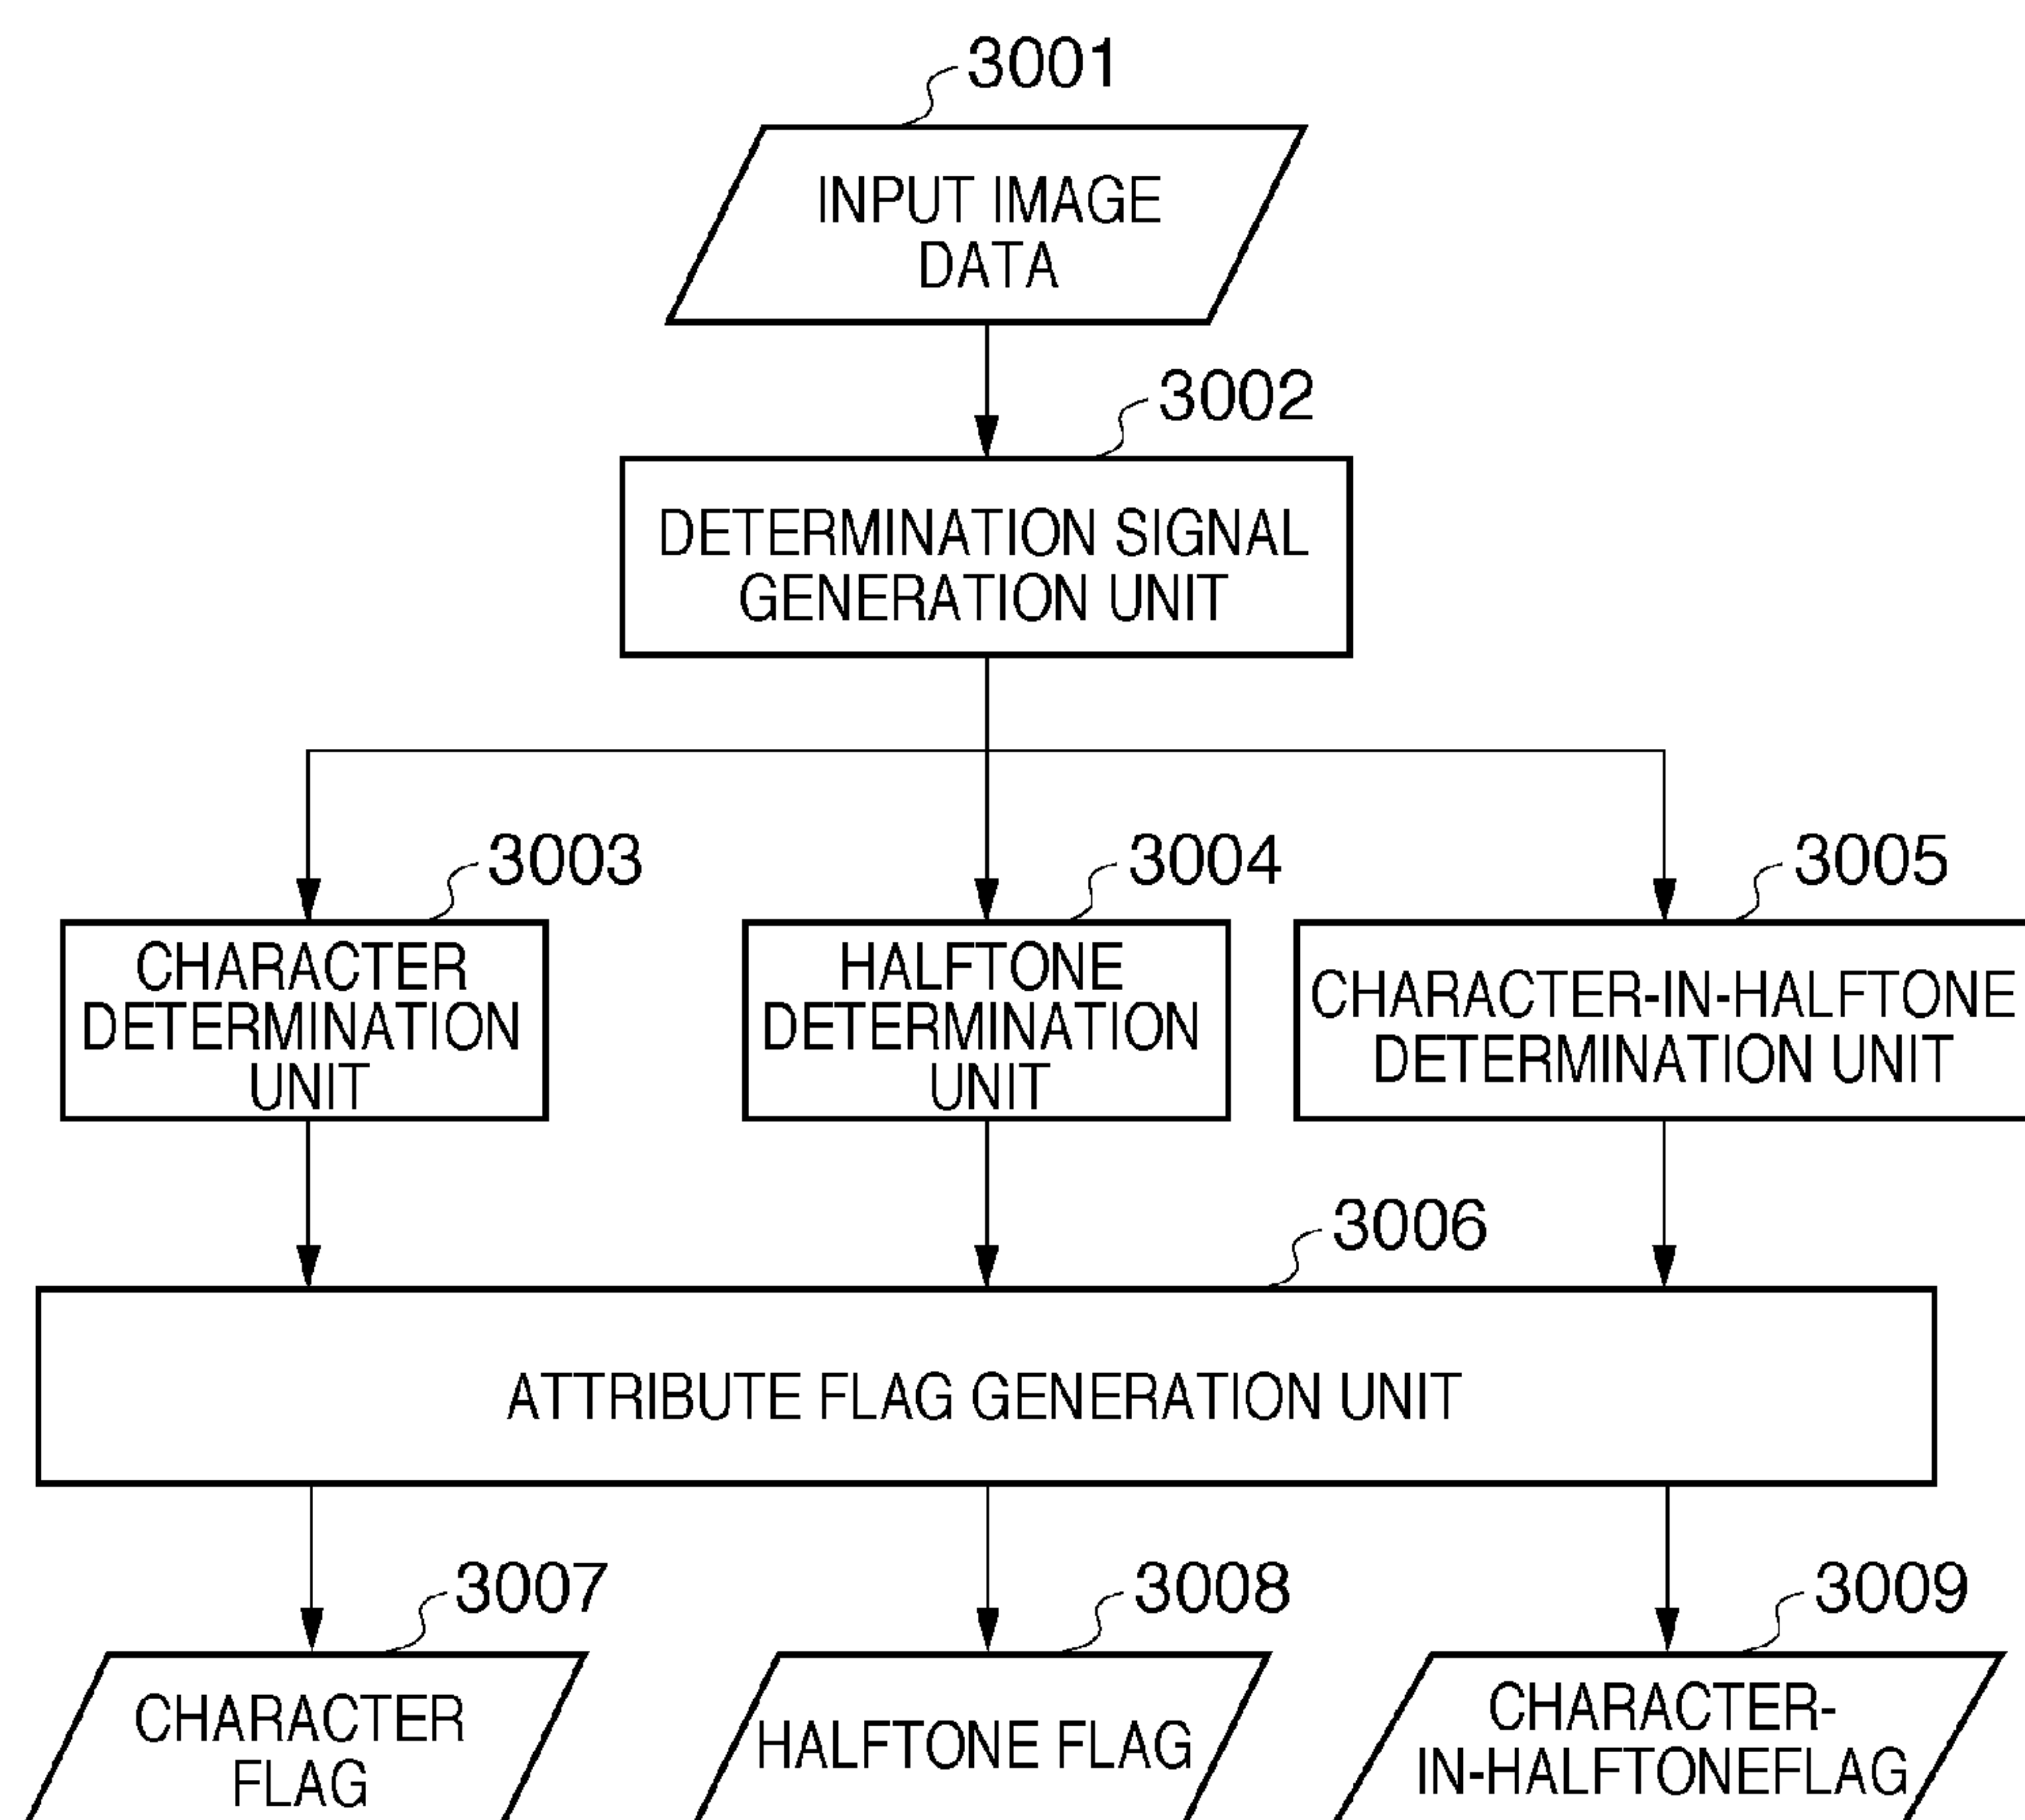 3001
INPUT IMAGE
DATA
3002
DETERMINATION SIGNAL
GENERATION UNIT
3003
3004
3005
CHARACTER
DETERMINATION
UNIT
HALFTONE
DETERMINATION
UNIT
CHARACTER-IN-HALFTONE
DETERMINATION UNIT
3006
ATTRIBUTE FLAG GENERATION UNIT
3007
3008
3009
CHARACTER
FLAG
HALFTONE FLAG
CHARACTER-
IN-HALFTONEFLAG